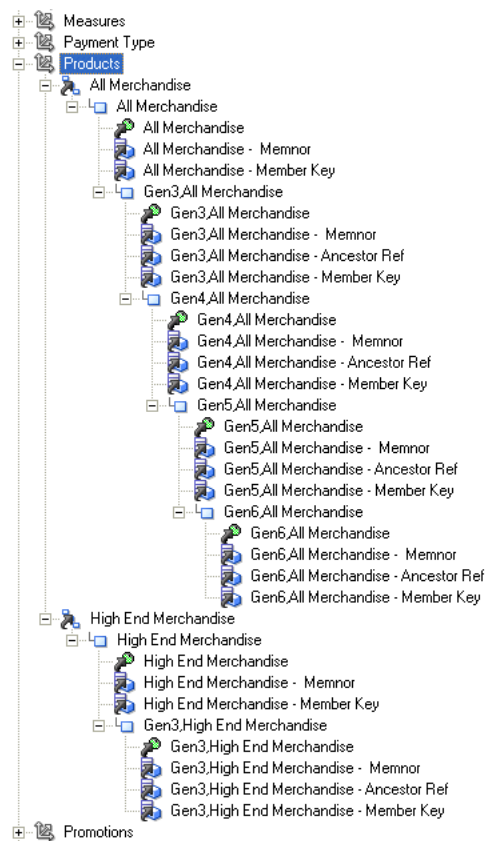 Measures
Payment Type
Products
All Merchandise
All Merchandise
All Merchandise
All Merchandise -  Memnor
All Merchandise - Member Key
Gen3,All Merchandise
Gen3,All Merchandise
Gen3,All Merchandise -  Memnor
Gen3,All Merchandise - Ancestor Ref
Gen3,All Merchandise - Member Key
Gen4,All Merchandise
Gen4,All Merchandise
Gen4,All Merchandise -  Memnor
Gen4,All Merchandise - Ancestor Ref
Gen4,All Merchandise - Member Key
Gen5,All Merchandise
Gen5,All Merchandise
Gen5,All Merchandise -  Memnor
Gen5,All Merchandise - Ancestor Ref
Gen5,All Merchandise - Member Key
Gen6,All Merchandise
Gen6,All Merchandise
Gen6,All Merchandise -  Memnor
Gen6,All Merchandise - Ancestor Ref
Gen6,All Merchandise - Member Key
High End Merchandise
High End Merchandise
High End Merchandise
High End Merchandise -  Memnor
High End Merchandise - Member Key
Gen3,High End Merchandise
Gen3,High End Merchandise
Gen3,High End Merchandise -  Memnor
Gen3,High End Merchandise - Ancestor Ref
Gen3,High End Merchandise - Member Key
Promotions